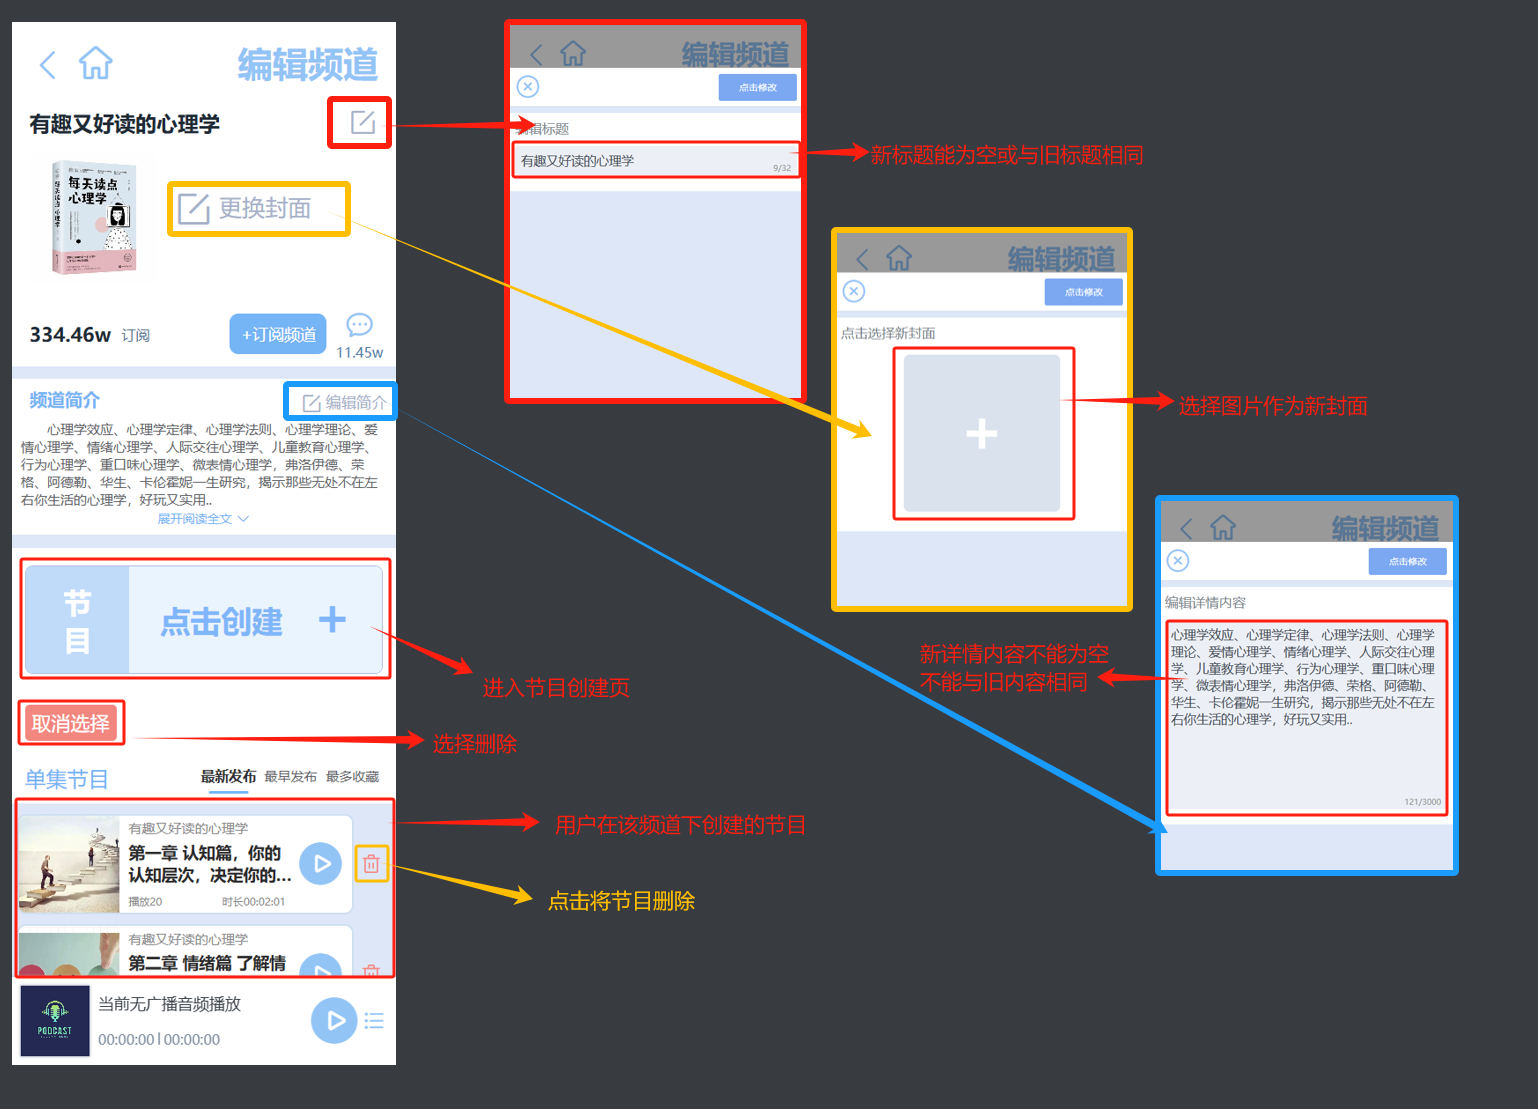 编辑频道
有趣又好读的心理学
每天读点
心理学
更换封面
334.46w 订阅
+订阅频道
11.45w
频道简介
编辑简介
心理学效应、心理学定律、心理学法则、心理学理论、爱
情心理学、情绪心理学、人际交往心理学、儿童教育心理学、
行为心理学、重口味心理学、微表情心理学，弗洛伊德、荣
格、阿德勒、华生、卡伦霍妮一生研究，揭示那些无处不在左
右你生活的心理学，好玩又实用..
展开阅读全文
节目
点击创建 +
取消选择
单集节目
最新发布 最早发布 最多收藏
有趣又好读的心理学
第一章 认知篇，你的
认知层次，决定你的...
播放20 时长00:02:01
有趣又好读的心理学
第二章 情绪篇 了解情
PODCAST
当前无广播音频播放
00:00:00 | 00:00:00
编辑频道
点击修改
编辑标题
有趣又好读的心理学
9/32
新标题能为空或与旧标题相同
编辑频道
点击修改
点击选择新封面
选择图片作为新封面
编辑频道
点击修改
编辑详情内容
心理学效应、心理学定律、心理学法则、心理学
理论、爱情心理学、情绪心理学、人际交往心理
学、儿童教育心理学、行为心理学、重口味心理
学、微表情心理学，弗洛伊德、荣格、阿德勒、
华生、卡伦霍妮一生研究，揭示那些无处不在左
右你生活的心理学，好玩又实用..
121/3000
新详情内容不能为空
不能与旧内容相同
进入节目创建页
选择删除
用户在该频道下创建的节目
点击将节目删除